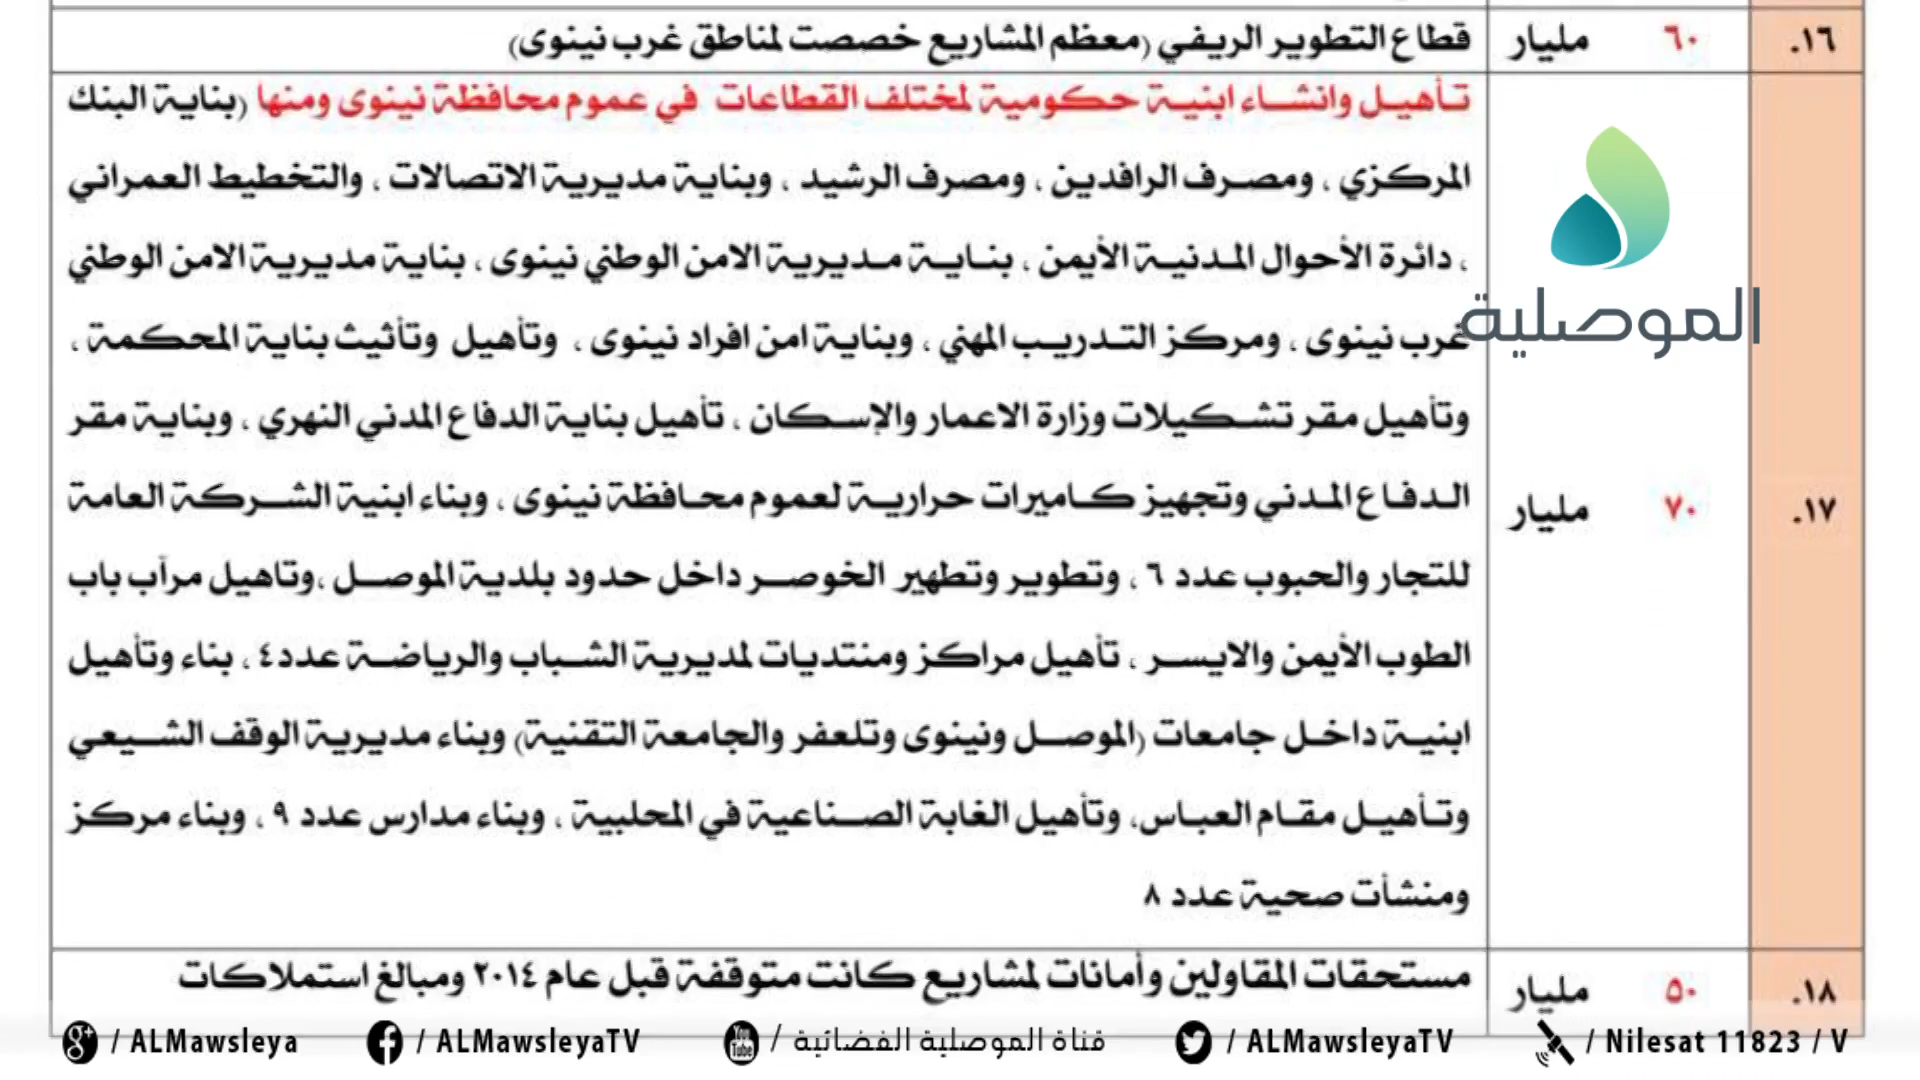 ١٦. ٦٠ مليار قطاع التطوير الريفي (معظم المشاريع خصصت لمناطق غرب نينوى)
تأهيل وانشاء ابنية حكومية لمختلف القطاعات في عموم محافظة نينوى ومنها (بناية البنك
المركزي ، ومصرف الرافدين ، ومصرف الرشيد ، وبناية مديرية الاتصالات ، والتخطيط العمراني
، دائرة الأحوال المدنية الأيمن ، بناية مديرية الامن الوطني نينوى ، بناية مديرية الامن الوطني
غرب نينوى ، ومركز التدريب المهني ، وبناية امن افراد نينوى ، وتأهيل وتأثيث بناية المحكمة ،
وتأهيل مقر تشكيلات وزارة الاعمار والإسكان ، تأهيل بناية الدفاع المدني النهري ، وبناية مقر
١٧. ٧٠ مليار الدفاع المدني وتجهيز كاميرات حرارية لعموم محافظة نينوى ، وبناء ابنية الشركة العامة
للتجار والحبوب عدد ٦ ، وتطوير وتطهير الخوصر داخل حدود بلدية الموصل ،وتاهيل مرآب باب
الطوب الأيمن والايسر ، تأهيل مراكز ومنتديات لمديرية الشباب والرياضة عدد٤ ، بناء وتأهيل
ابنية داخل جامعات (الموصل ونينوى وتلعفر والجامعة التقنية) وبناء مديرية الوقف الشيعي
وتأهيل مقام العباس، وتأهيل الغابة الصناعية في المحلبية ، وبناء مدارس عدد ٩ ، وبناء مركز
ومنشأت صحية عدد ٨
١٨. ٥٠ مليار مستحقات المقاولين وأمانات لمشاريع كانت متوقفة قبل عام ٢٠١٤ ومبالغ استملاكات
الموصلية
g+ / ALMawsleya f / ALMawsleyaTV You Tube / قناة الموصلية الفضائية / ALMawsleyaTV / Nilesat 11823 / V